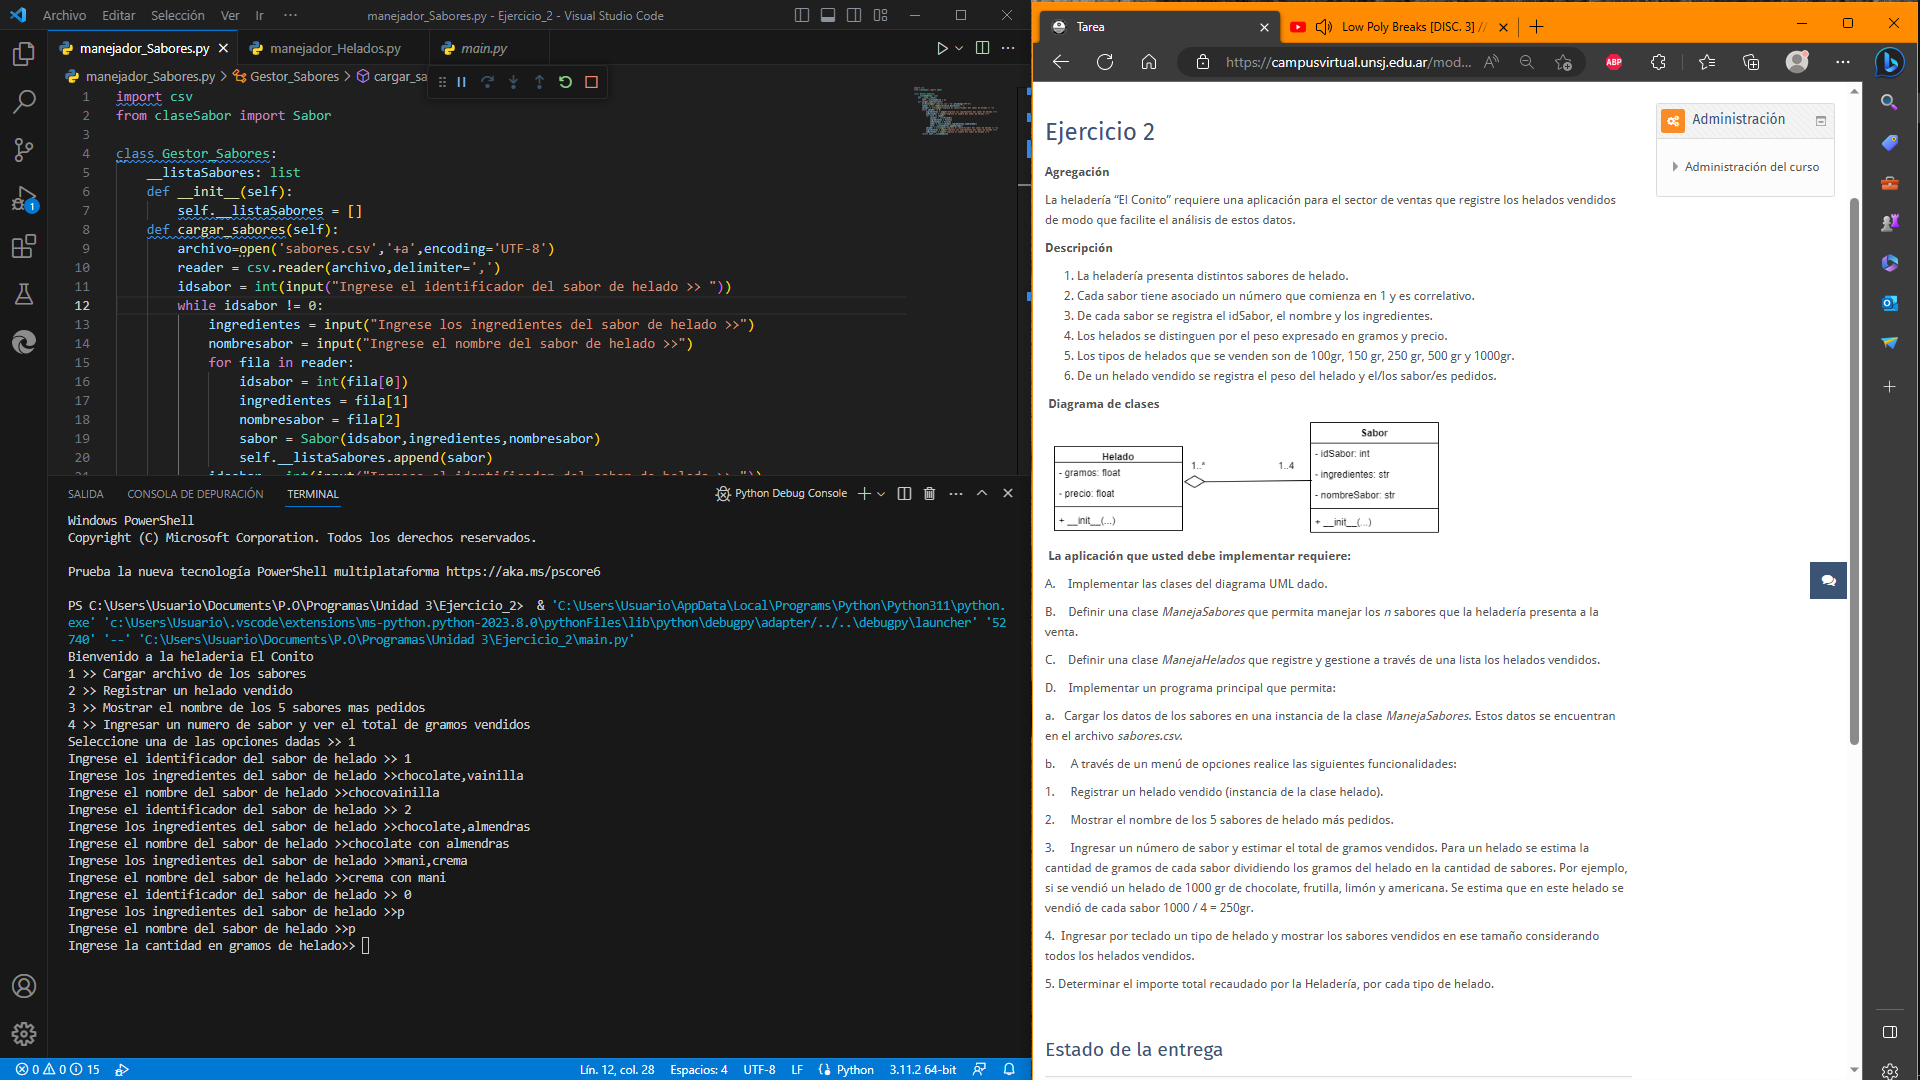 Archivo Editar Selección Ver Ir ···
manejador_Sabores.py - Ejercicio_2 - Visual Studio Code
manejador_Sabores.py
manejador_Helados.py
main.py
manejador_Sabores.py > Gestor_Sabores > cargar_sa
1 import csv
2 from claseSabor import Sabor
3
4 class Gestor_Sabores:
5 __listaSabores: list
6 def __init__(self):
7 self.__listaSabores = []
8 def cargar_sabores(self):
9 archivo=open('sabores.csv','+a',encoding='UTF-8')
10 reader = csv.reader(archivo,delimiter=',')
11 idsabor = int(input("Ingrese el identificador del sabor de helado >> "))
12 while idsabor != 0:
13 ingredientes = input("Ingrese los ingredientes del sabor de helado >>")
14 nombresabor = input("Ingrese el nombre del sabor de helado >>")
15 for fila in reader:
16 idsabor = int(fila[0])
17 ingredientes = fila[1]
18 nombresabor = fila[2]
19 sabor = Sabor(idsabor,ingredientes,nombresabor)
20 self.__listaSabores.append(sabor)
21 idsabor = int(input("Ingrese el identificador del sabor de helado >> "))
SALIDA CONSOLA DE DEPURACIÓN TERMINAL
Python Debug Console
Windows PowerShell
Copyright (C) Microsoft Corporation. Todos los derechos reservados.
Prueba la nueva tecnología PowerShell multiplataforma https://aka.ms/pscore6
PS C:\Users\Usuario\Documents\P.O\Programas\Unidad 3\Ejercicio_2> & 'C:\Users\Usuario\AppData\Local\Programs\Python\Python311\python.
exe' 'c:\Users\Usuario\.vscode\extensions\ms-python.python-2023.8.0\pythonFiles\lib\python\debugpy\adapter/../..\debugpy\launcher' '52
740' '--' 'C:\Users\Usuario\Documents\P.O\Programas\Unidad 3\Ejercicio_2\main.py'
Bienvenido a la heladeria El Conito
1 >> Cargar archivo de los sabores
2 >> Registrar un helado vendido
3 >> Mostrar el nombre de los 5 sabores mas pedidos
4 >> Ingresar un numero de sabor y ver el total de gramos vendidos
Seleccione una de las opciones dadas >> 1
Ingrese el identificador del sabor de helado >> 1
Ingrese los ingredientes del sabor de helado >>chocolate,vainilla
Ingrese el nombre del sabor de helado >>chocovainilla
Ingrese el identificador del sabor de helado >> 2
Ingrese los ingredientes del sabor de helado >>chocolate,almendras
Ingrese el nombre del sabor de helado >>chocolate con almendras
Ingrese los ingredientes del sabor de helado >>mani,crema
Ingrese el nombre del sabor de helado >>crema con mani
Ingrese el identificador del sabor de helado >> 0
Ingrese los ingredientes del sabor de helado >>p
Ingrese el nombre del sabor de helado >>p
Ingrese la cantidad en gramos de helado>>
1
0 0 15
Lín. 12, col. 28 Espacios: 4 UTF-8 LF Python 3.11.2 64-bit
Tarea
Low Poly Breaks [DISC. 3] //
https://campusvirtual.unsj.edu.ar/mod...
ABP
Ejercicio 2
Agregación
La heladería “El Conito” requiere una aplicación para el sector de ventas que registre los helados vendidos
de modo que facilite el análisis de estos datos.
Descripción
1. La heladería presenta distintos sabores de helado.
2. Cada sabor tiene asociado un número que comienza en 1 y es correlativo.
3. De cada sabor se registra el idSabor, el nombre y los ingredientes.
4. Los helados se distinguen por el peso expresado en gramos y precio.
5. Los tipos de helados que se venden son de 100gr, 150 gr, 250 gr, 500 gr y 1000gr.
6. De un helado vendido se registra el peso del helado y el/los sabor/es pedidos.
Diagrama de clases
Helado
- gramos: float
- precio: float
+ __init__(...)
1..*
1..4
Sabor
- idSabor: int
- ingredientes: str
- nombreSabor: str
+ __init__(...)
La aplicación que usted debe implementar requiere:
A. Implementar las clases del diagrama UML dado.
B. Definir una clase ManejaSabores que permita manejar los n sabores que la heladería presenta a la
venta.
C. Definir una clase ManejaHelados que registre y gestione a través de una lista los helados vendidos.
D. Implementar un programa principal que permita:
a. Cargar los datos de los sabores en una instancia de la clase ManejaSabores. Estos datos se encuentran
en el archivo sabores.csv.
b. A través de un menú de opciones realice las siguientes funcionalidades:
1. Registrar un helado vendido (instancia de la clase helado).
2. Mostrar el nombre de los 5 sabores de helado más pedidos.
3. Ingresar un número de sabor y estimar el total de gramos vendidos. Para un helado se estima la
cantidad de gramos de cada sabor dividiendo los gramos del helado en la cantidad de sabores. Por ejemplo,
si se vendió un helado de 1000 gr de chocolate, frutilla, limón y americana. Se estima que en este helado se
vendió de cada sabor 1000 / 4 = 250gr.
4. Ingresar por teclado un tipo de helado y mostrar los sabores vendidos en ese tamaño considerando
todos los helados vendidos.
5. Determinar el importe total recaudado por la Heladería, por cada tipo de helado.
Estado de la entrega
Administración
Administración del curso